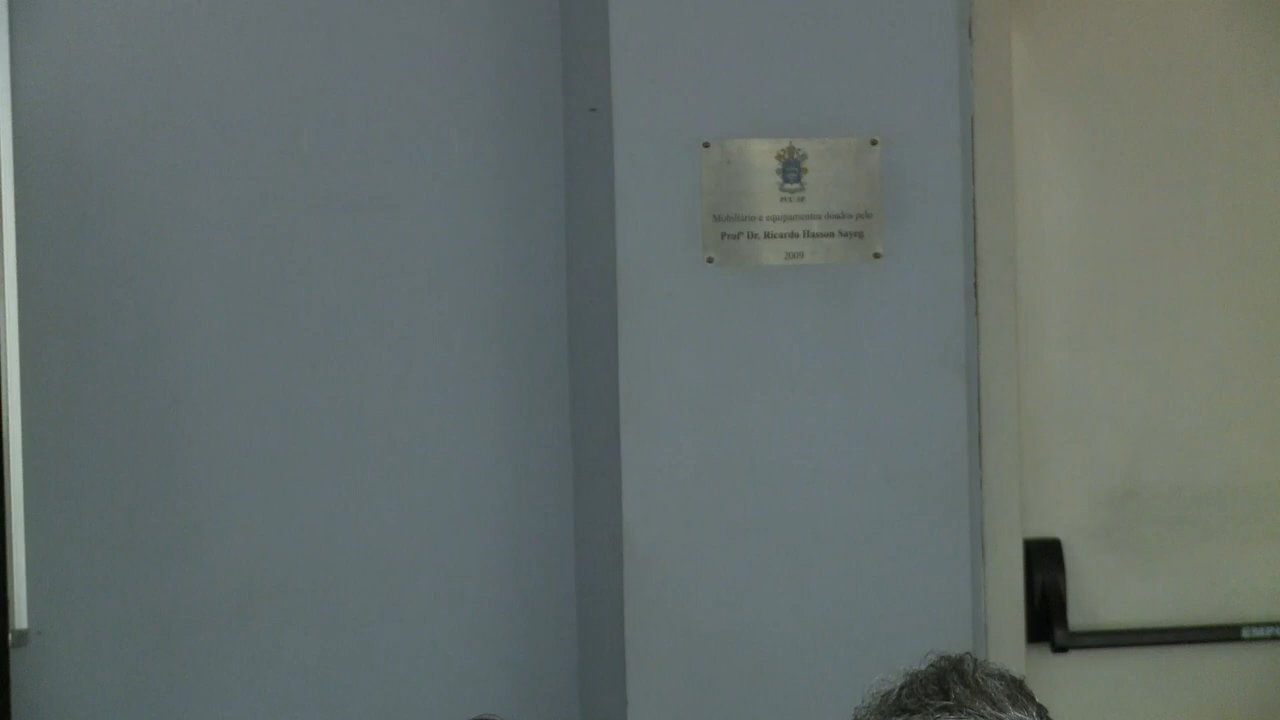 PUC-SP
Mobiliário e equipamentos doados pelo
Profº Dr. Ricardo Hasson Sayeg
2009